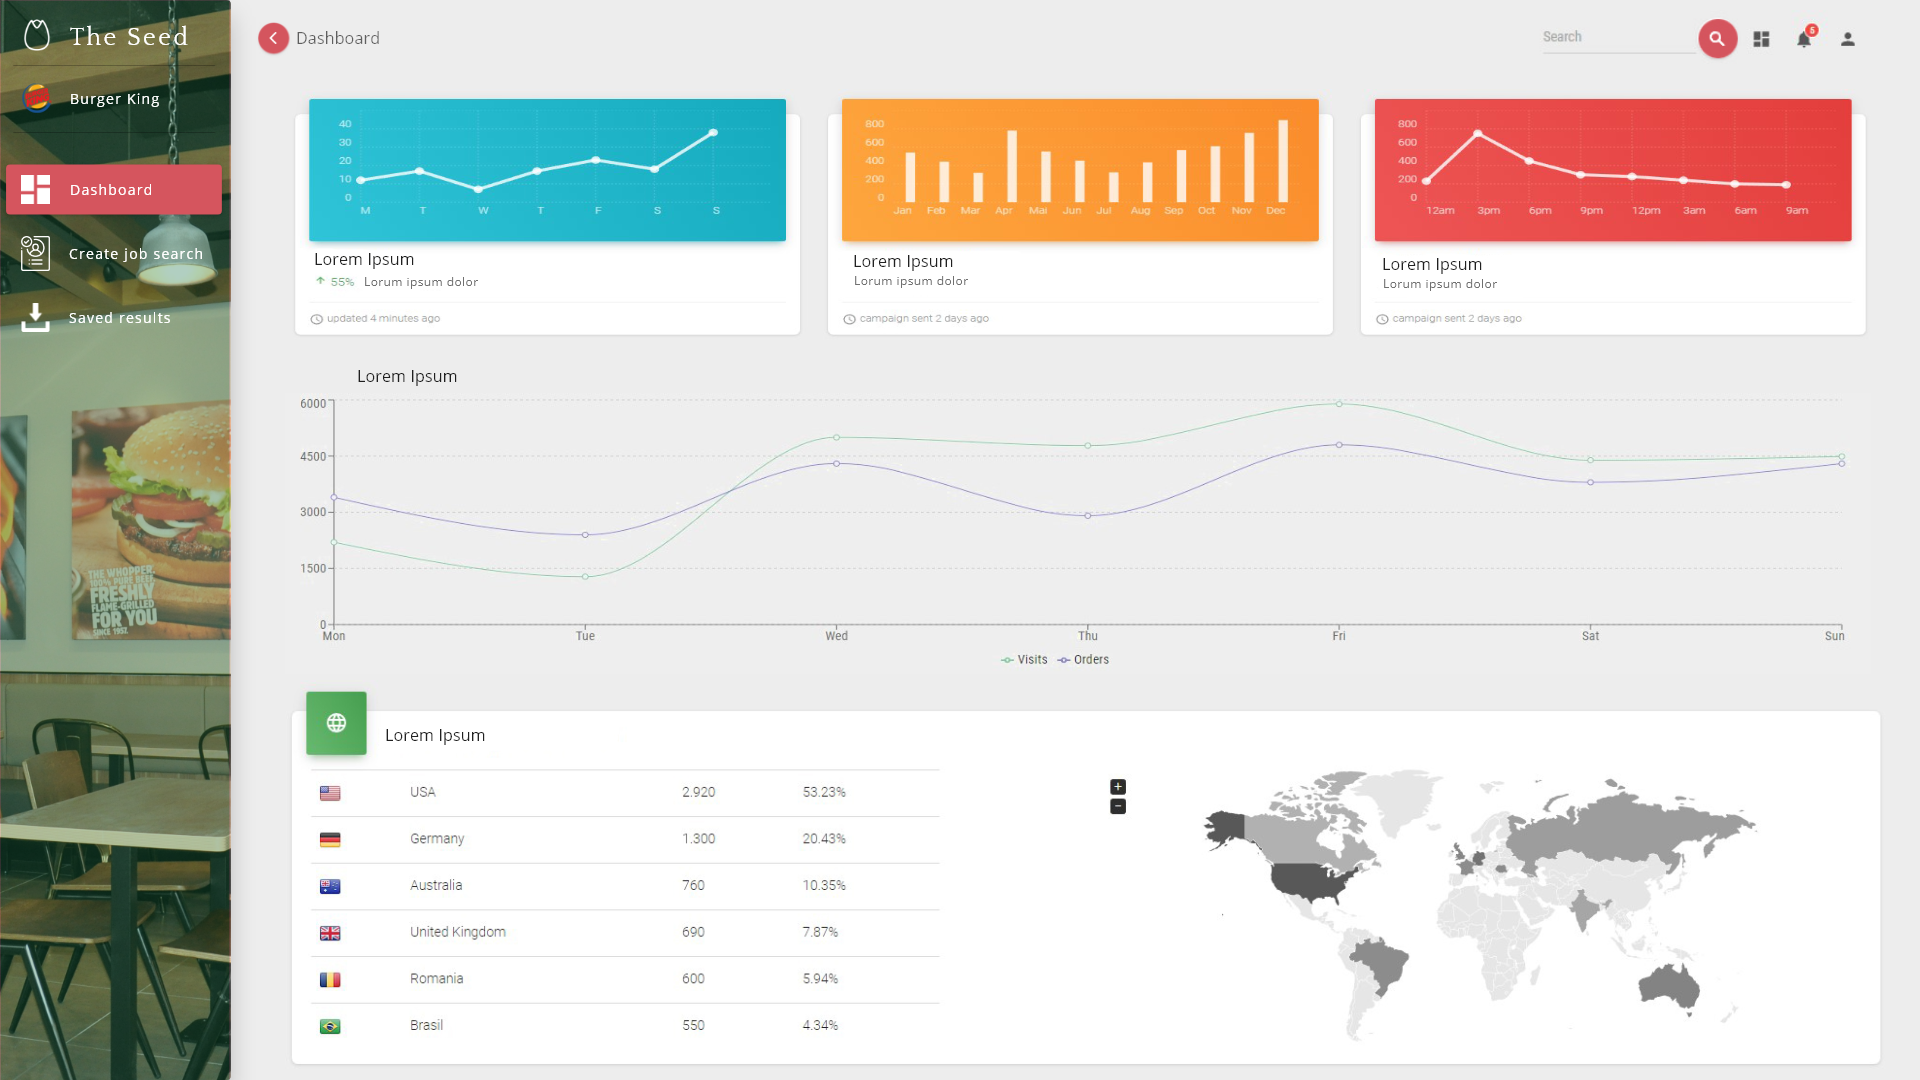 The Seed
Burger King
Dashboard
Create job search
Saved results
THE WHOPPER.
100% PURE BEEF
FRESHLY
FLAME-GRILLED
FOR YOU
SINCE 1957
Dashboard
Search
5
40
30
20
10
0
M T W T F S S
Lorem Ipsum
55% Lorum ipsum dolor
updated 4 minutes ago
800
600
400
200
0
Jan Feb Mar Apr Mai Jun Jul Aug Sep Oct Nov Dec
Lorem Ipsum
Lorum ipsum dolor
campaign sent 2 days ago
800
600
400
200
0
12am 3pm 6pm 9pm 12pm 3am 6am 9am
Lorem Ipsum
Lorum ipsum dolor
campaign sent 2 days ago
Lorem Ipsum
6000
4500
3000
1500
0
Mon Tue Wed Thu Fri Sat Sun
Visits Orders
Lorem Ipsum
USA 2.920 53.23%
Germany 1.300 20.43%
Australia 760 10.35%
United Kingdom 690 7.87%
Romania 600 5.94%
Brasil 550 4.34%
+
−